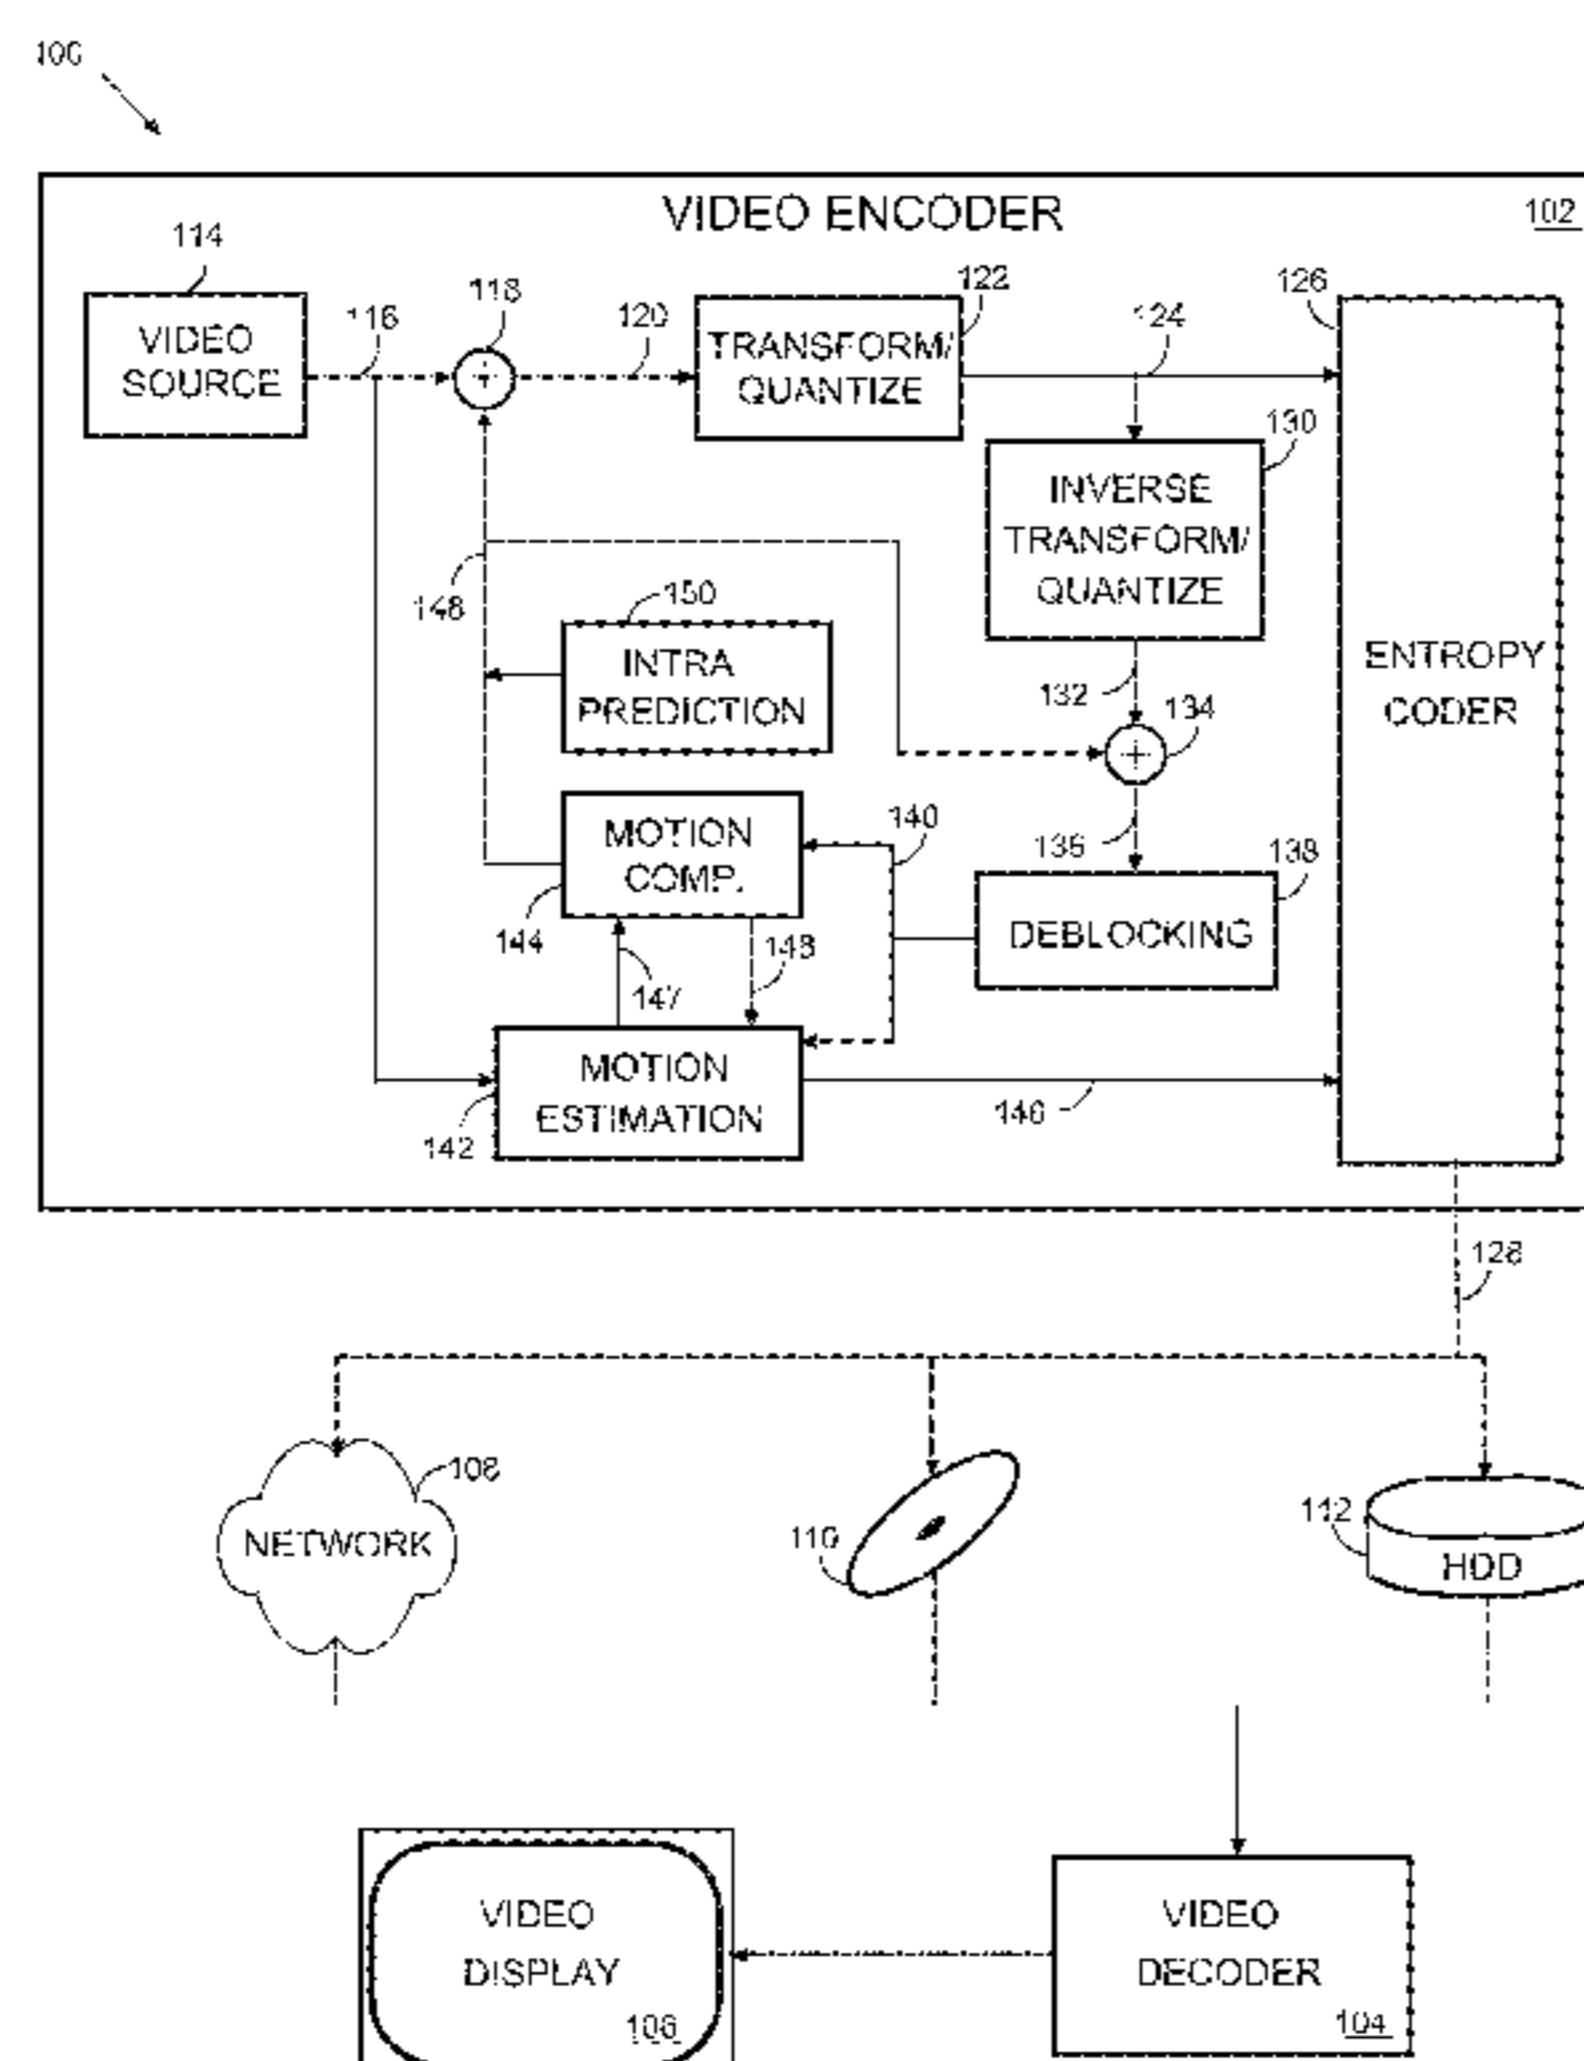 100
VIDEO ENCODER
102
114
VIDEO
SOURCE
116
118
120
122
TRANSFORM/
QUANTIZE
124
126
130
INVERSE
TRANSFORM/
QUANTIZE
148
150
INTRA
PREDICTION
132
134
ENTROPY
CODER
MOTION
COMP.
140
136
138
DEBLOCKING
144
147
148
MOTION
ESTIMATION
142
146
128
108
NETWORK
110
112
HDD
VIDEO
DISPLAY
106
VIDEO
DECODER
104